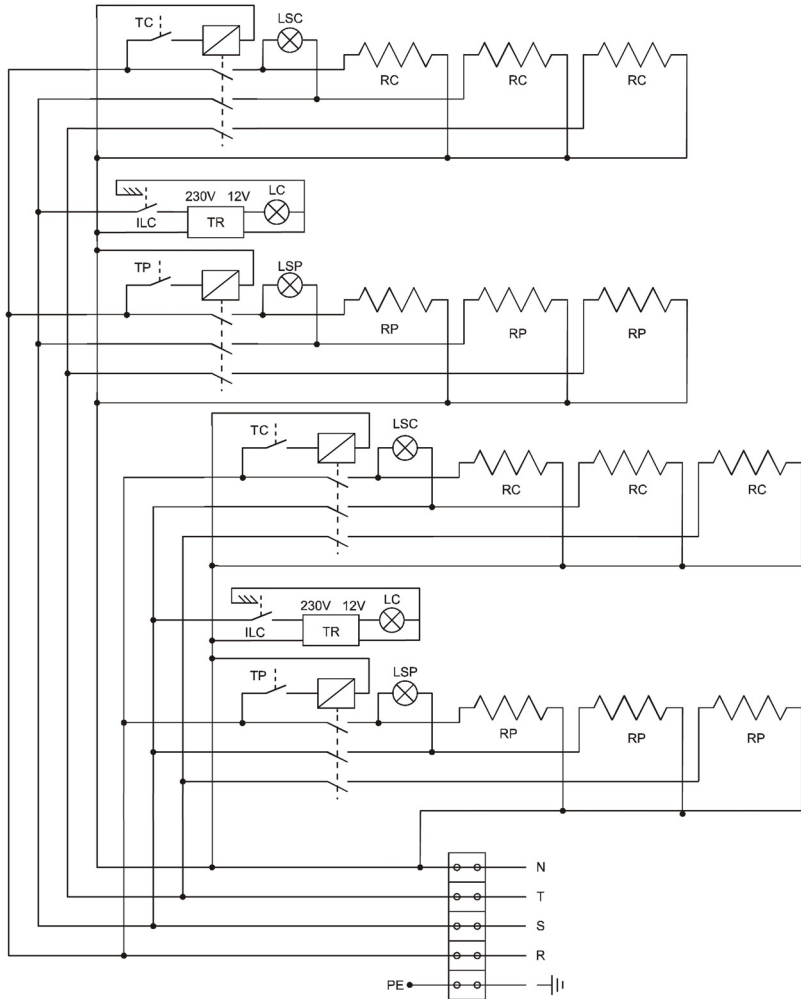 TC LSC
RC RC RC
230V 12V LC
ILC TR
TP LSP
RP RP RP
TC LSC
RC RC RC
230V 12V LC
ILC TR
TP LSP
RP RP RP
N
T
S
R
PE